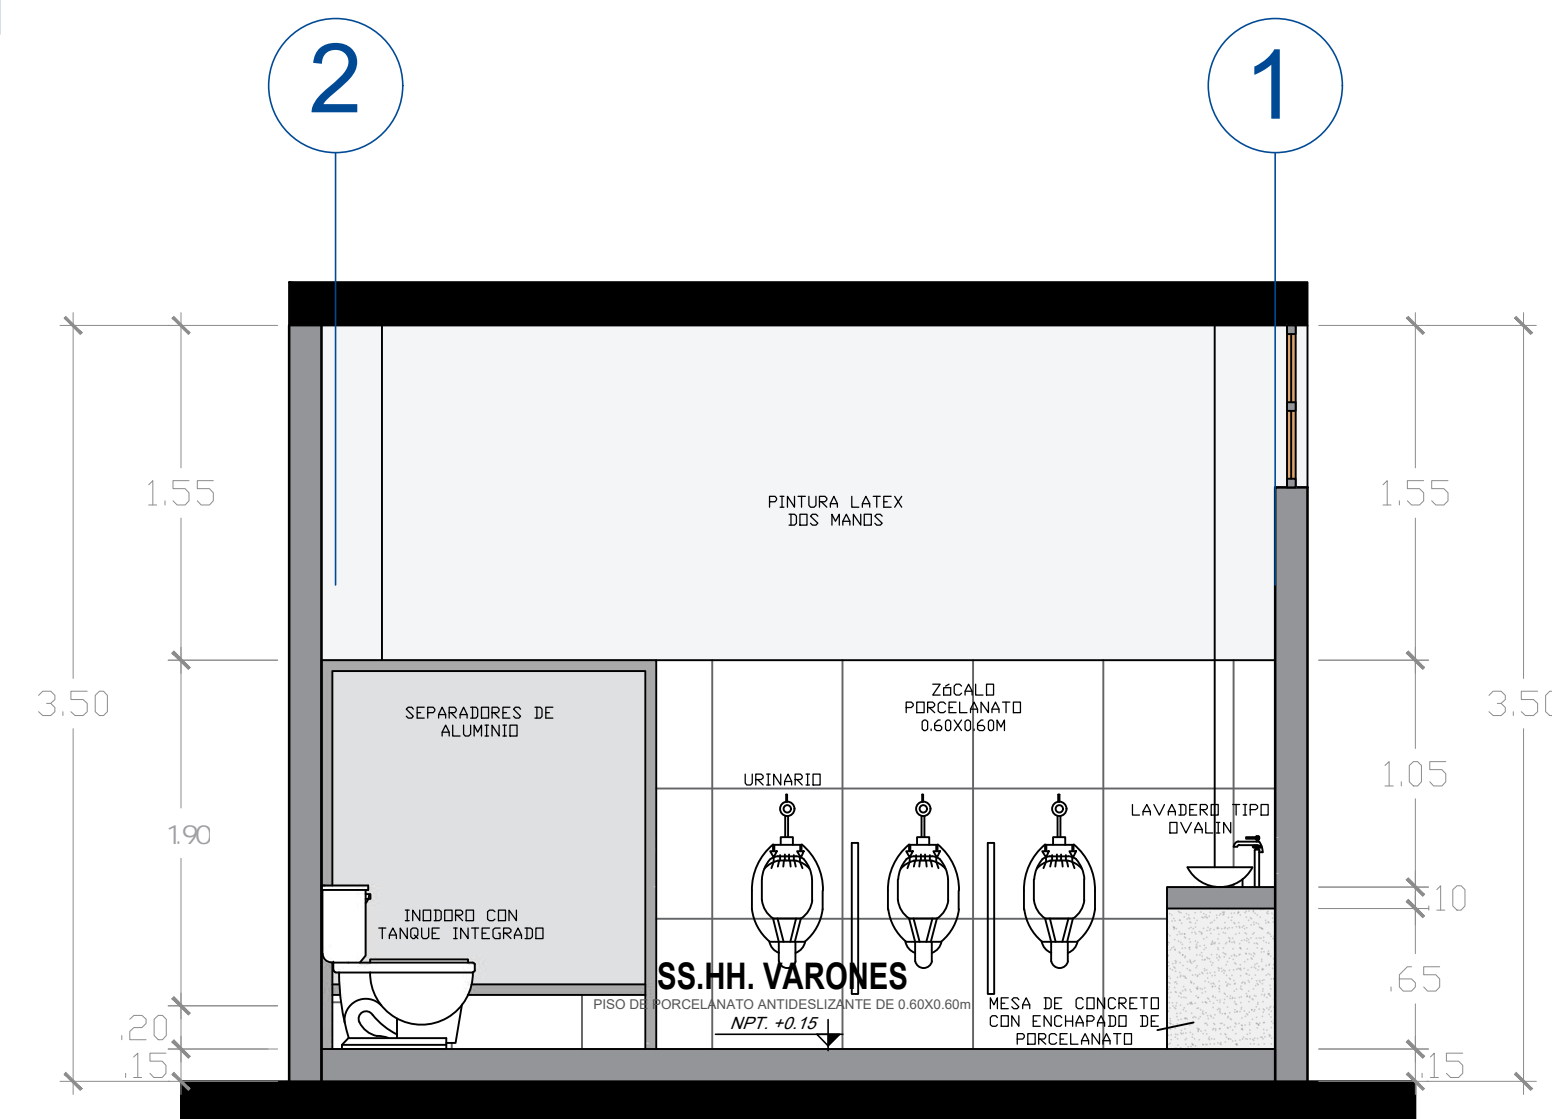 2
1
1.55
PINTURA LATEX
DOS MANOS
1.55
3.50
SEPARADORES DE
ALUMINIO
ZóCALO
PORCELANATO
0.60X0.60M
3.50
URINARIO
1.05
LAVADERO TIPO
OVALIN
1.90
.10
INODORO CON
TANQUE INTEGRADO
SS.HH. VARONES
PISO DE PORCELANATO ANTIDESLIZANTE DE 0.60X0.60m
NPT. +0.15
MESA DE CONCRETO
CON ENCHAPADO DE
PORCELANATO
.65
.20
.15
.15